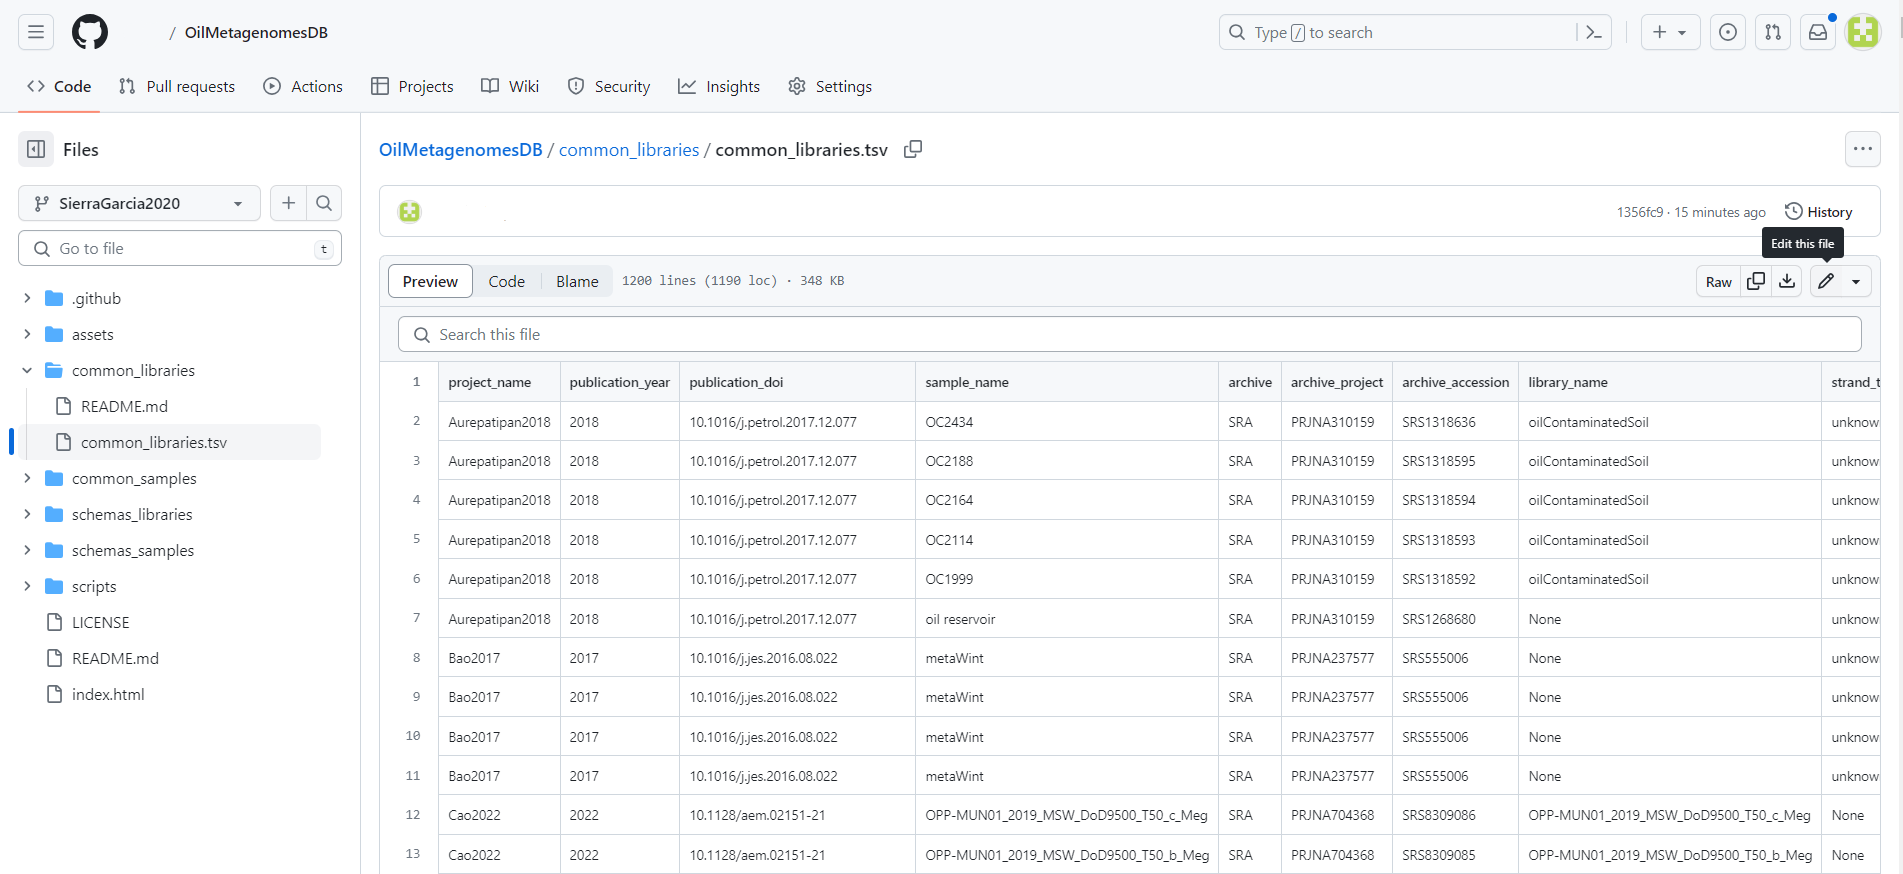 / OilMetagenomesDB
Type / to search
Code Pull requests Actions Projects Wiki Security Insights Settings
Files
SierraGarcia2020
Go to file t
.github
assets
common_libraries
README.md
common_libraries.tsv
common_samples
schemas_libraries
schemas_samples
scripts
LICENSE
README.md
index.html
OilMetagenomesDB / common_libraries / common_libraries.tsv
1356fc9 · 15 minutes ago History
Edit this file
Preview Code Blame 1200 lines (1190 loc) · 348 KB Raw
Search this file
1 project_name publication_year publication_doi sample_name archive archive_project archive_accession library_name strand_t
2 Aurepatipan2018 2018 10.1016/j.petrol.2017.12.077 OC2434 SRA PRJNA310159 SRS1318636 oilContaminatedSoil unknow
3 Aurepatipan2018 2018 10.1016/j.petrol.2017.12.077 OC2188 SRA PRJNA310159 SRS1318595 oilContaminatedSoil unknow
4 Aurepatipan2018 2018 10.1016/j.petrol.2017.12.077 OC2164 SRA PRJNA310159 SRS1318594 oilContaminatedSoil unknow
5 Aurepatipan2018 2018 10.1016/j.petrol.2017.12.077 OC2114 SRA PRJNA310159 SRS1318593 oilContaminatedSoil unknow
6 Aurepatipan2018 2018 10.1016/j.petrol.2017.12.077 OC1999 SRA PRJNA310159 SRS1318592 oilContaminatedSoil unknow
7 Aurepatipan2018 2018 10.1016/j.petrol.2017.12.077 oil reservoir SRA PRJNA310159 SRS1268680 None unknow
8 Bao2017 2017 10.1016/j.jes.2016.08.022 metaWint SRA PRJNA237577 SRS555006 None unknow
9 Bao2017 2017 10.1016/j.jes.2016.08.022 metaWint SRA PRJNA237577 SRS555006 None unknow
10 Bao2017 2017 10.1016/j.jes.2016.08.022 metaWint SRA PRJNA237577 SRS555006 None unknow
11 Bao2017 2017 10.1016/j.jes.2016.08.022 metaWint SRA PRJNA237577 SRS555006 None unknow
12 Cao2022 2022 10.1128/aem.02151-21 OPP-MUN01_2019_MSW_DoD9500_T50_c_Meg SRA PRJNA704368 SRS8309086 OPP-MUN01_2019_MSW_DoD9500_T50_c_Meg None
13 Cao2022 2022 10.1128/aem.02151-21 OPP-MUN01_2019_MSW_DoD9500_T50_b_Meg SRA PRJNA704368 SRS8309085 OPP-MUN01_2019_MSW_DoD9500_T50_b_Meg None